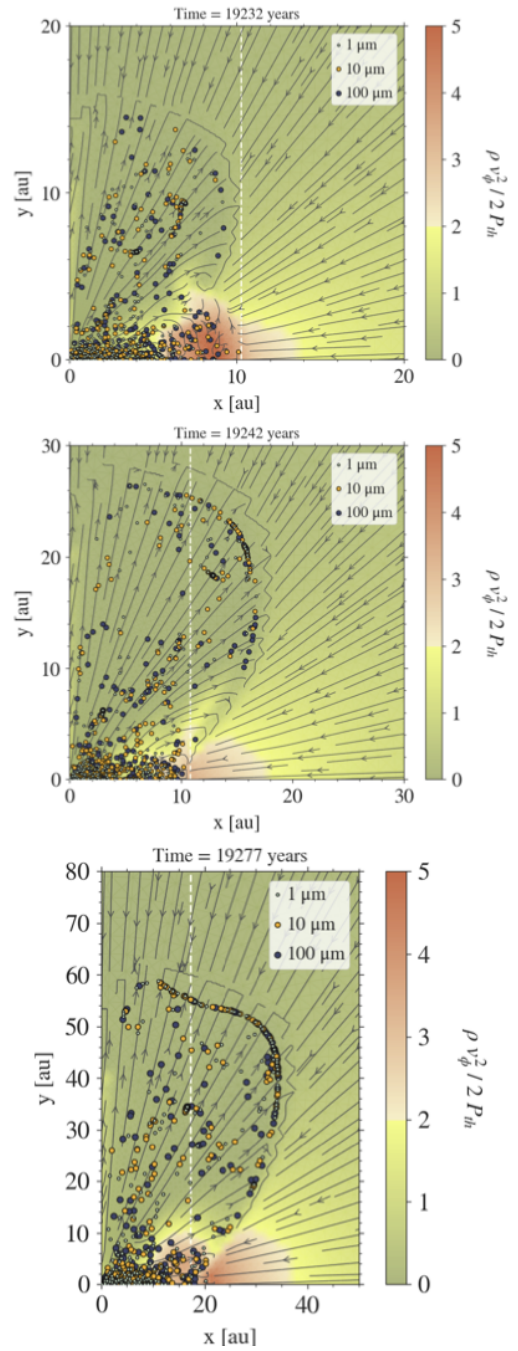 Time = 19232 years
1 μm
10 μm
100 μm
20
10
0
y [au]
0
10
20
x [au]
5
4
3
2
1
0
ρ v²_ϕ / 2 P_th
Time = 19242 years
1 μm
10 μm
100 μm
30
20
10
0
y [au]
0
10
20
30
x [au]
5
4
3
2
1
0
ρ v²_ϕ / 2 P_th
Time = 19277 years
1 μm
10 μm
100 μm
80
70
60
50
40
30
20
10
0
y [au]
0
20
40
x [au]
5
4
3
2
1
0
ρ v²_ϕ / 2 P_th